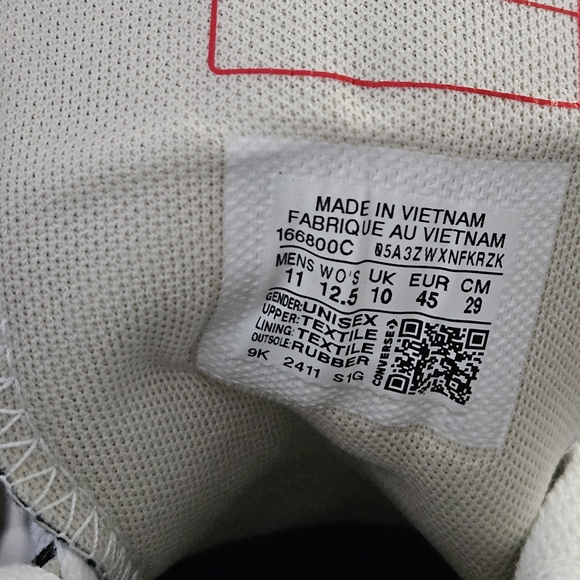 MADE IN VIETNAM
FABRIQUE AU VIETNAM
166800C 05A3ZWXNFKRZK
MENS WO'S UK EUR CM
11 12.5 10 45 29
GENDER:UNISEX
UPPER:TEXTILE
LINING:TEXTILE
OUTSOLE:RUBBER
9K 2411 S1G
CONVERSE